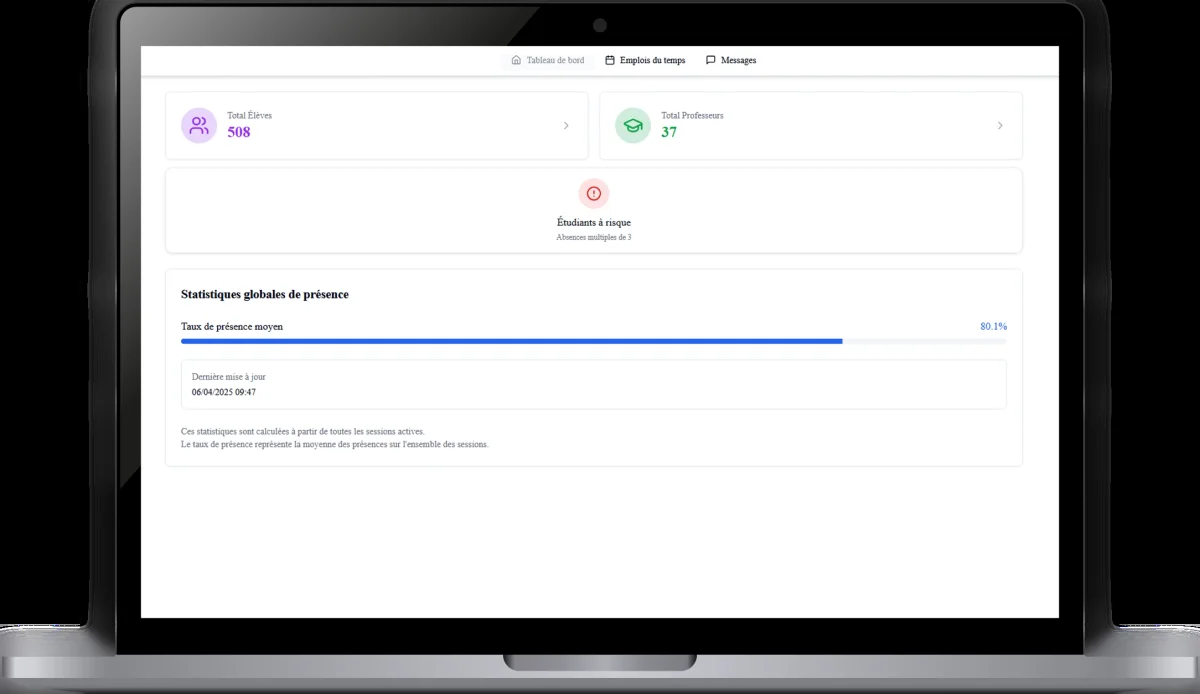 Tableau de bord
Emplois du temps
Messages
Total Élèves
508
Total Professeurs
37
Étudiants à risque
Absences multiples de 3
Statistiques globales de présence
Taux de présence moyen
80.1%
Dernière mise à jour
06/04/2025 09:47
Ces statistiques sont calculées à partir de toutes les sessions actives.
Le taux de présence représente la moyenne des présences sur l'ensemble des sessions.